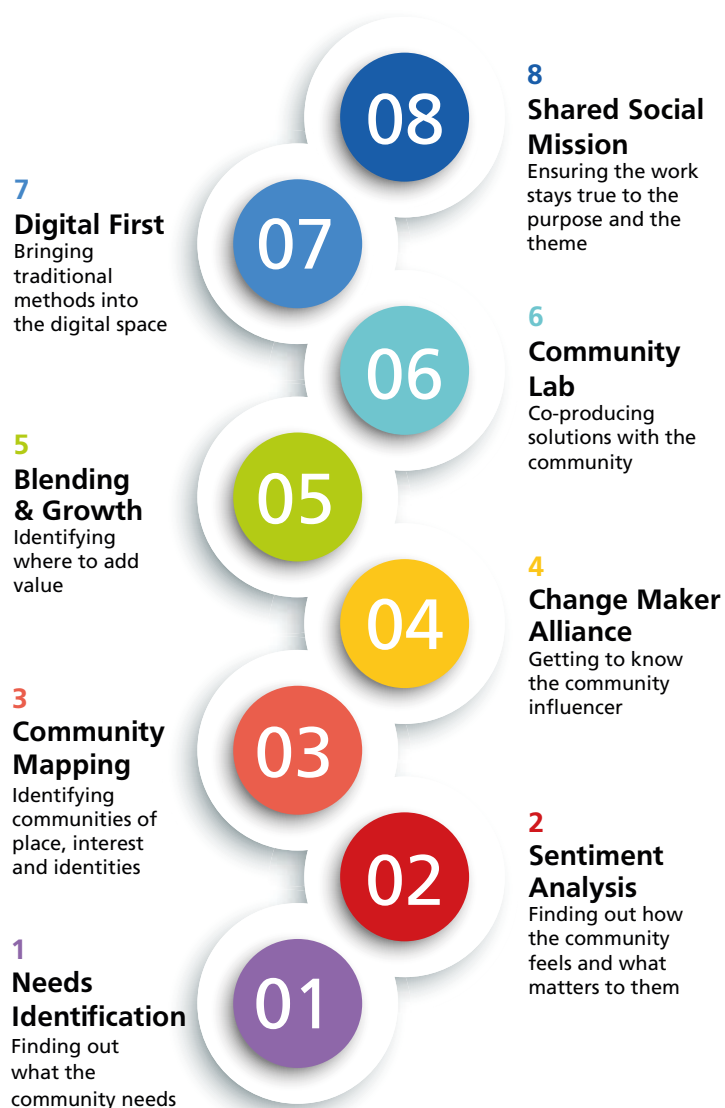 08
8
Shared Social
Mission
Ensuring the work
stays true to the
purpose and the
theme
7
Digital First
Bringing
traditional
methods into
the digital space
07
06
6
Community
Lab
Co-producing
solutions with the
community
5
Blending
& Growth
Identifying
where to add
value
05
04
4
Change Maker
Alliance
Getting to know
the community
influencer
3
Community
Mapping
Identifying
communities of
place, interest
and identities
03
02
2
Sentiment
Analysis
Finding out how
the community
feels and what
matters to them
1
Needs
Identification
Finding out
what the
community needs
01